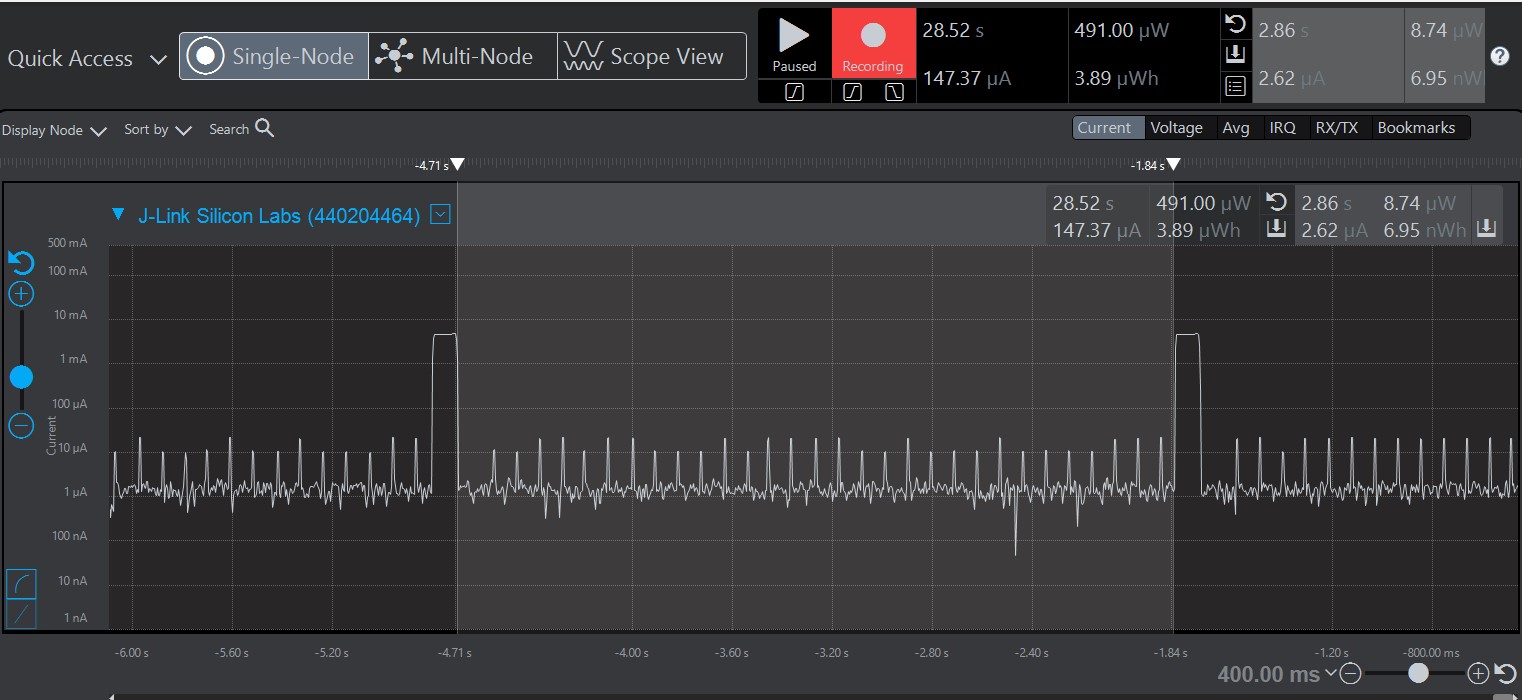 Quick Access
Single-Node
Multi-Node
Scope View
Paused
Recording
28.52 s
491.00 µW
147.37 µA
3.89 µWh
2.86 s
8.74 µW
2.62 µA
6.95 nW
?
Display Node
Sort by
Search
Current
Voltage
Avg
IRQ
RX/TX
Bookmarks
-4.71 s
-1.84 s
J-Link Silicon Labs (440204464)
28.52 s 491.00 µW
147.37 µA 3.89 µWh
2.86 s 8.74 µW
2.62 µA 6.95 nWh
500 mA
100 mA
10 mA
1 mA
100 µA
10 µA
1 µA
100 nA
10 nA
1 nA
Current
-6.00 s
-5.60 s
-5.20 s
-4.71 s
-4.00 s
-3.60 s
-3.20 s
-2.80 s
-2.40 s
-1.84 s
-1.20 s
-800.00 ms
400.00 ms